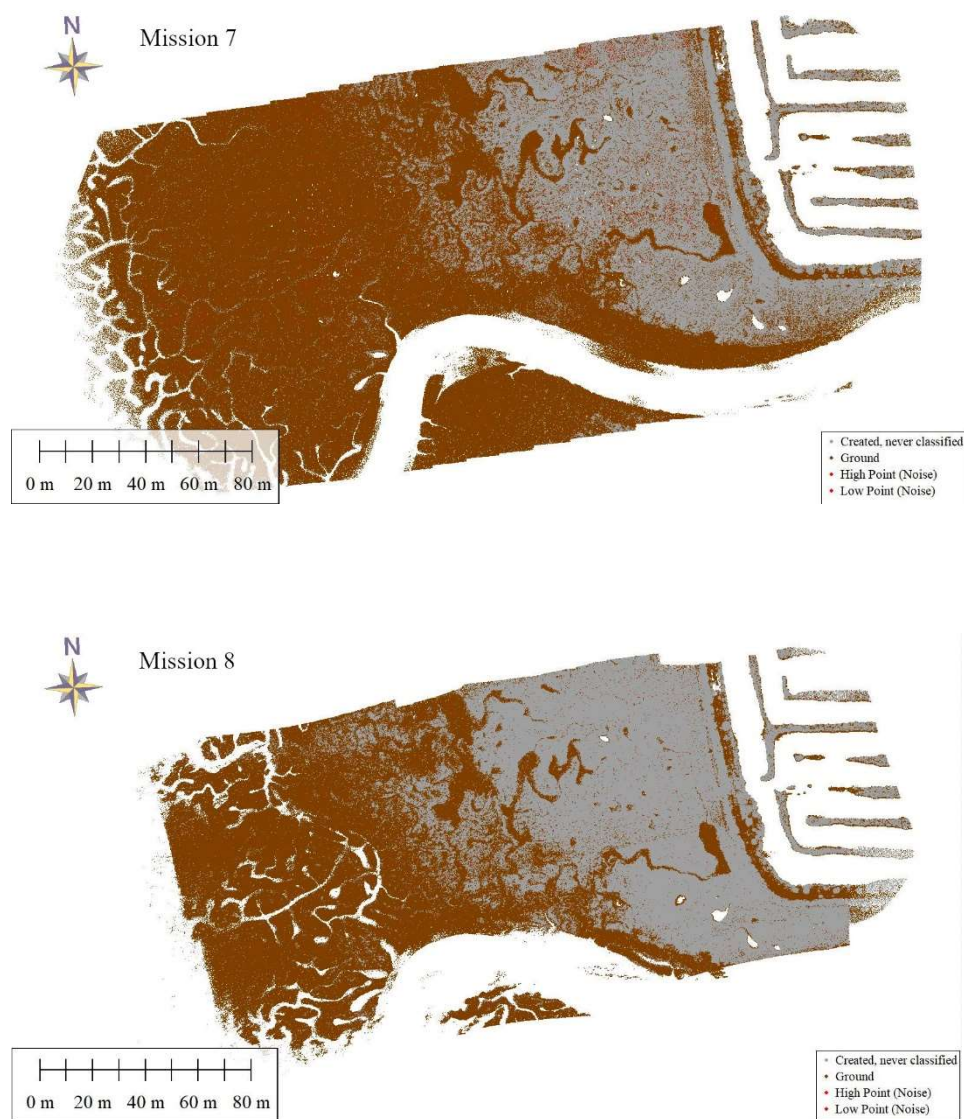 N
Mission 7
0 m 20 m 40 m 60 m 80 m
Created, never classified
Ground
High Point (Noise)
Low Point (Noise)
N
Mission 8
0 m 20 m 40 m 60 m 80 m
Created, never classified
Ground
High Point (Noise)
Low Point (Noise)